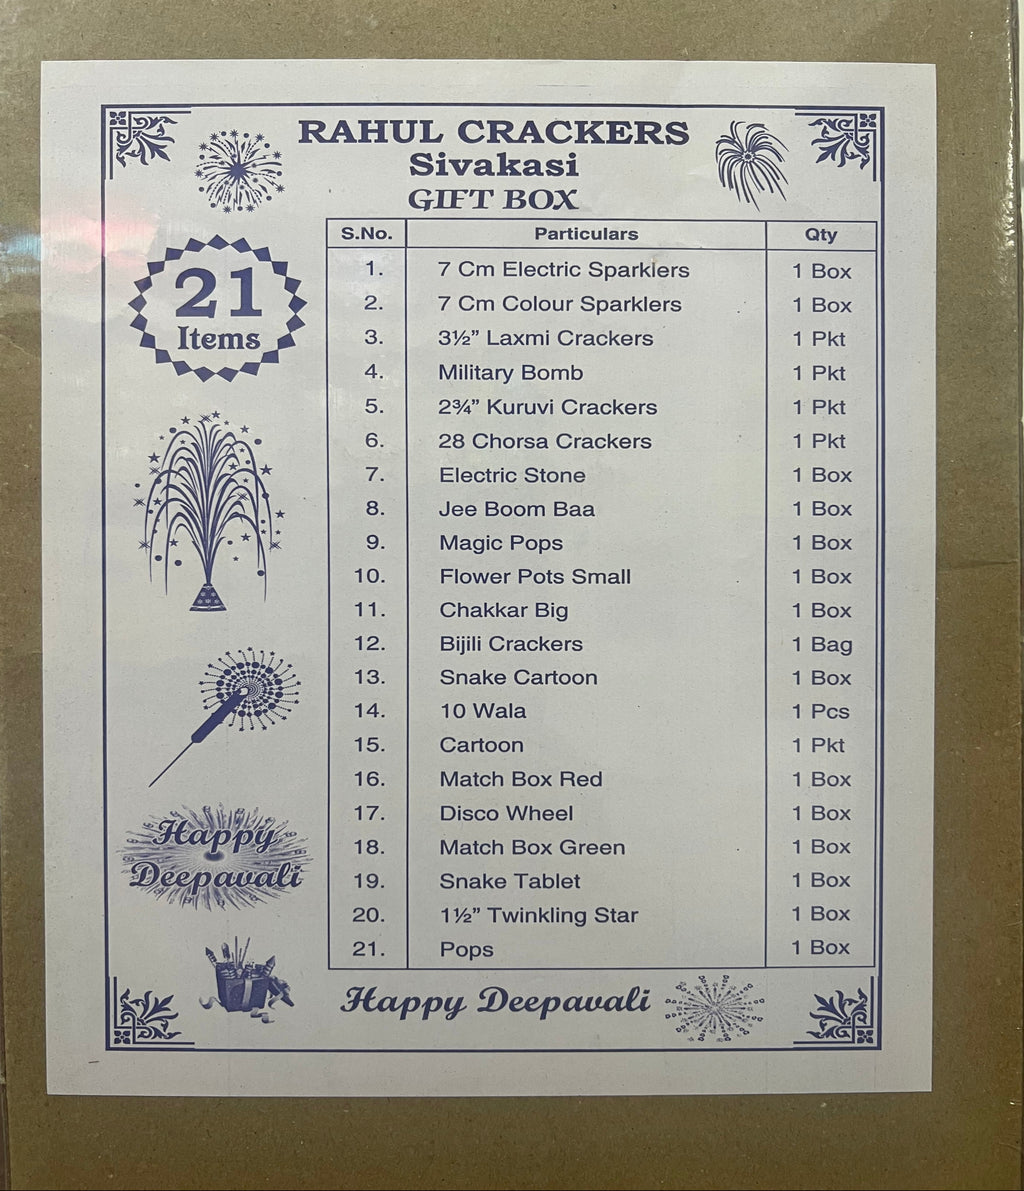 RAHUL CRACKERS
Sivakasi
GIFT BOX
21
Items
S.No. Particulars Qty
1. 7 Cm Electric Sparklers 1 Box
2. 7 Cm Colour Sparklers 1 Box
3. 3½” Laxmi Crackers 1 Pkt
4. Military Bomb 1 Pkt
5. 2¾” Kuruvi Crackers 1 Pkt
6. 28 Chorsa Crackers 1 Pkt
7. Electric Stone 1 Box
8. Jee Boom Baa 1 Box
9. Magic Pops 1 Box
10. Flower Pots Small 1 Box
11. Chakkar Big 1 Box
12. Bijili Crackers 1 Bag
13. Snake Cartoon 1 Box
14. 10 Wala 1 Pcs
15. Cartoon 1 Pkt
16. Match Box Red 1 Box
17. Disco Wheel 1 Box
18. Match Box Green 1 Box
19. Snake Tablet 1 Box
20. 1½” Twinkling Star 1 Box
21. Pops 1 Box
Happy
Deepavali
Happy Deepavali